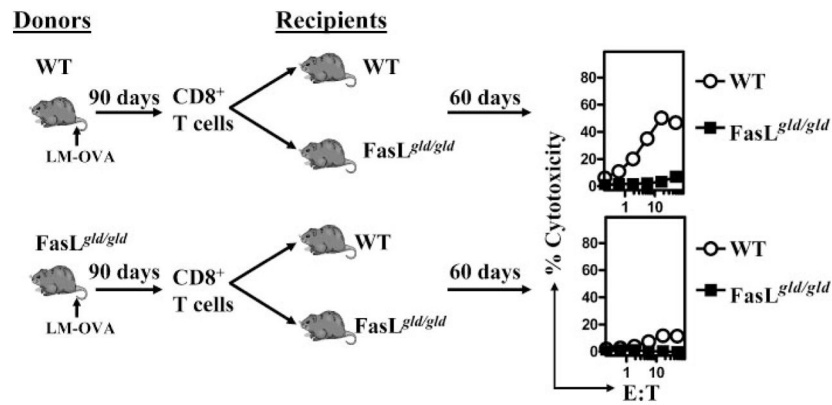 Donors Recipients
WT
90 days
CD8+
T cells
LM-OVA
WT
FasLgld/gld
60 days
80
60
40
20
0
1 10
WT
FasLgld/gld
FasLgld/gld
90 days
CD8+
T cells
LM-OVA
WT
FasLgld/gld
60 days
80
60
40
20
0
1 10
WT
FasLgld/gld
% Cytotoxicity
E:T